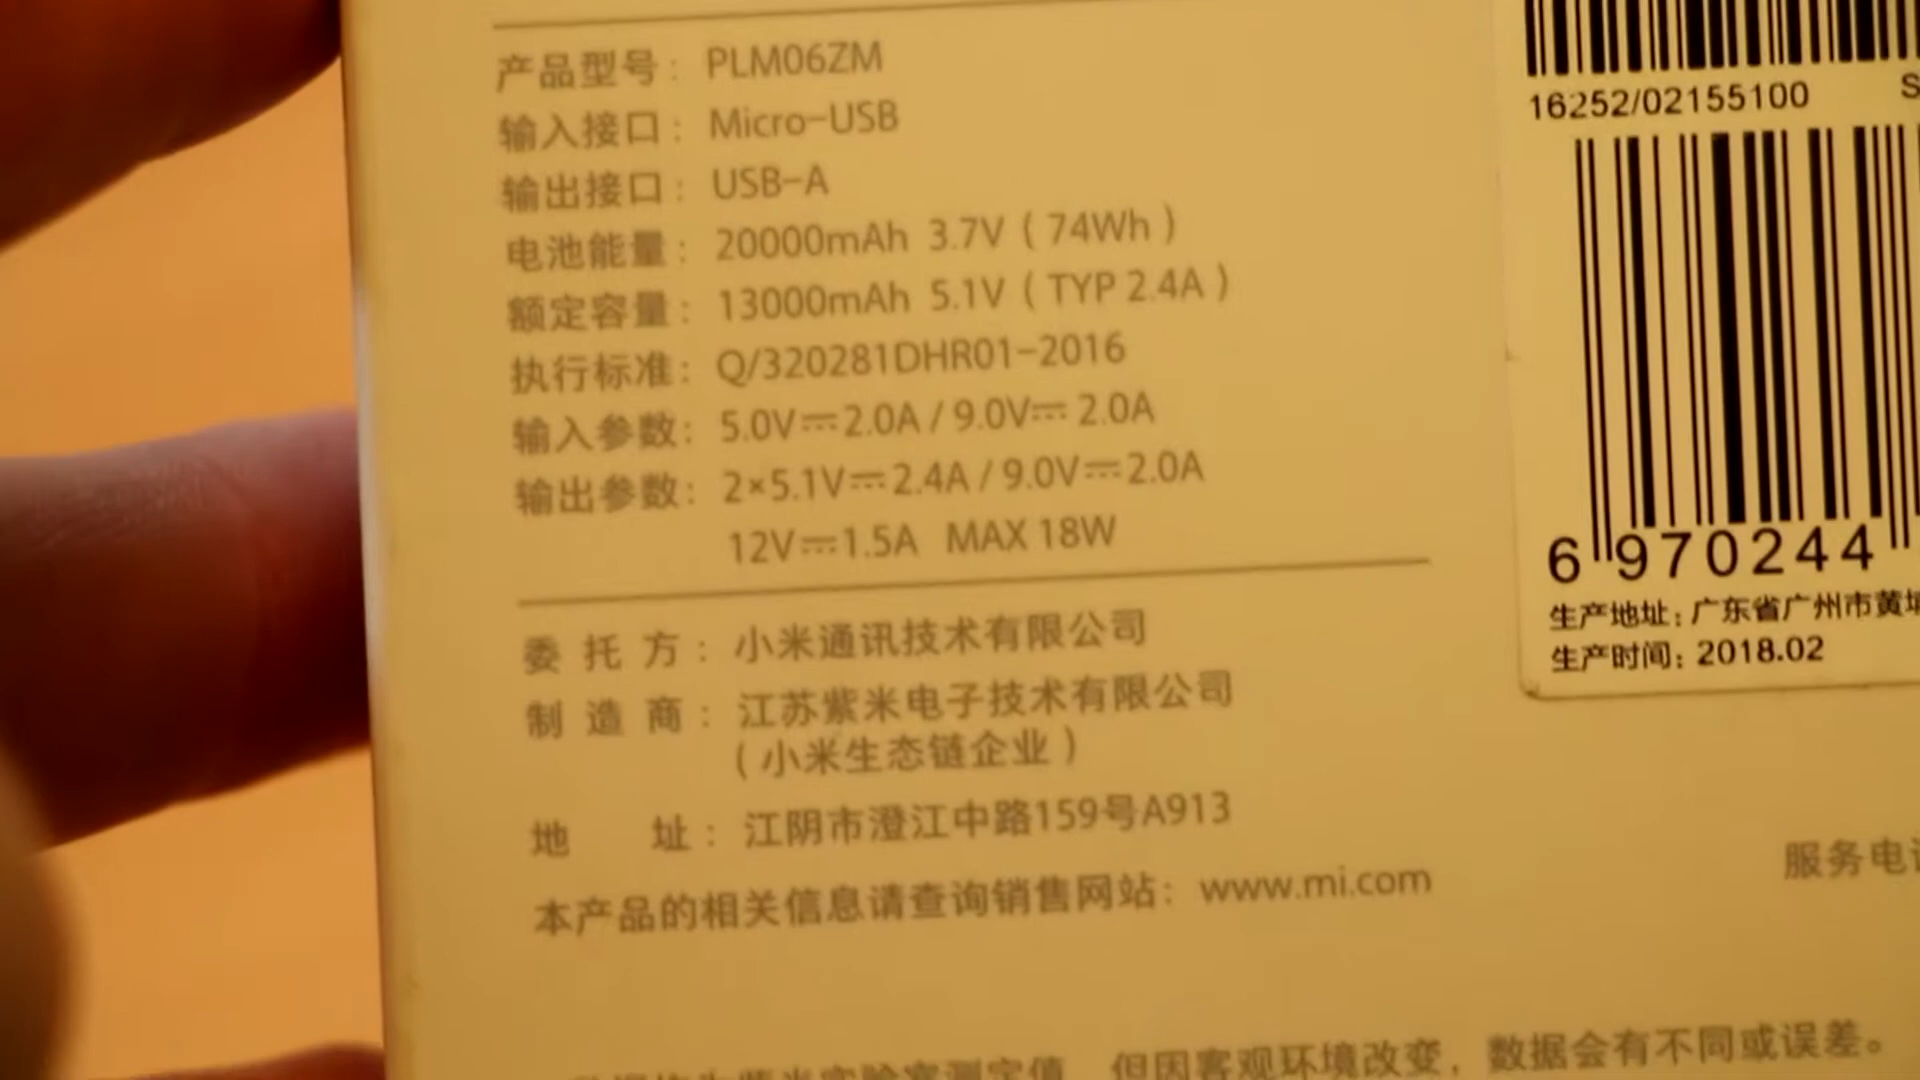 产品型号：PLM06ZM
输入接口：Micro-USB
输出接口：USB-A
电池能量：20000mAh 3.7V（74Wh）
额定容量：13000mAh 5.1V（TYP 2.4A）
执行标准：Q/320281DHR01-2016
输入参数：5.0V⎓2.0A / 9.0V⎓2.0A
输出参数：2×5.1V⎓2.4A / 9.0V⎓2.0A
12V⎓1.5A MAX 18W
委托方：小米通讯技术有限公司
制造商：江苏紫米电子技术有限公司
（小米生态链企业）
地址：江阴市澄江中路159号A913
本产品的相关信息请查询销售网站：www.mi.com
16252/02155100 S
6 970244
生产地址：广东省广州市黄埔
生产时间：2018.02
服务电话
测定值，但因客观环境改变，数据会有不同或误差。